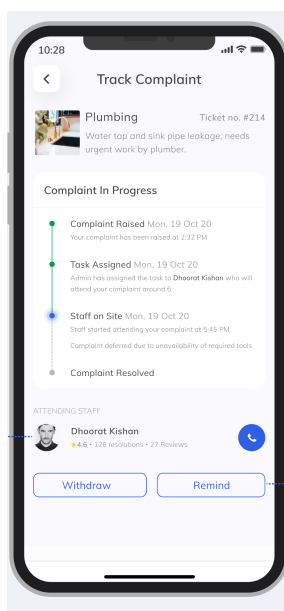 10:28
Track Complaint
Plumbing
Ticket no. #214
Water tap and sink pipe leakage, needs
urgent work by plumber.
Complaint In Progress
Complaint Raised Mon, 19 Oct 20
Your complaint has been raised at 2:32 PM
Task Assigned Mon, 19 Oct 20
Admin has assigned the task to Dhoorat Kishan who will
attend your complaint around 6
Staff on Site Mon, 19 Oct 20
Staff started attending your complaint at 5:45 PM
Complaint deferred due to unavailability of required tools
Complaint Resolved
ATTENDING STAFF
Dhoorat Kishan
4.6 • 126 resolutions • 27 Reviews
Withdraw
Remind